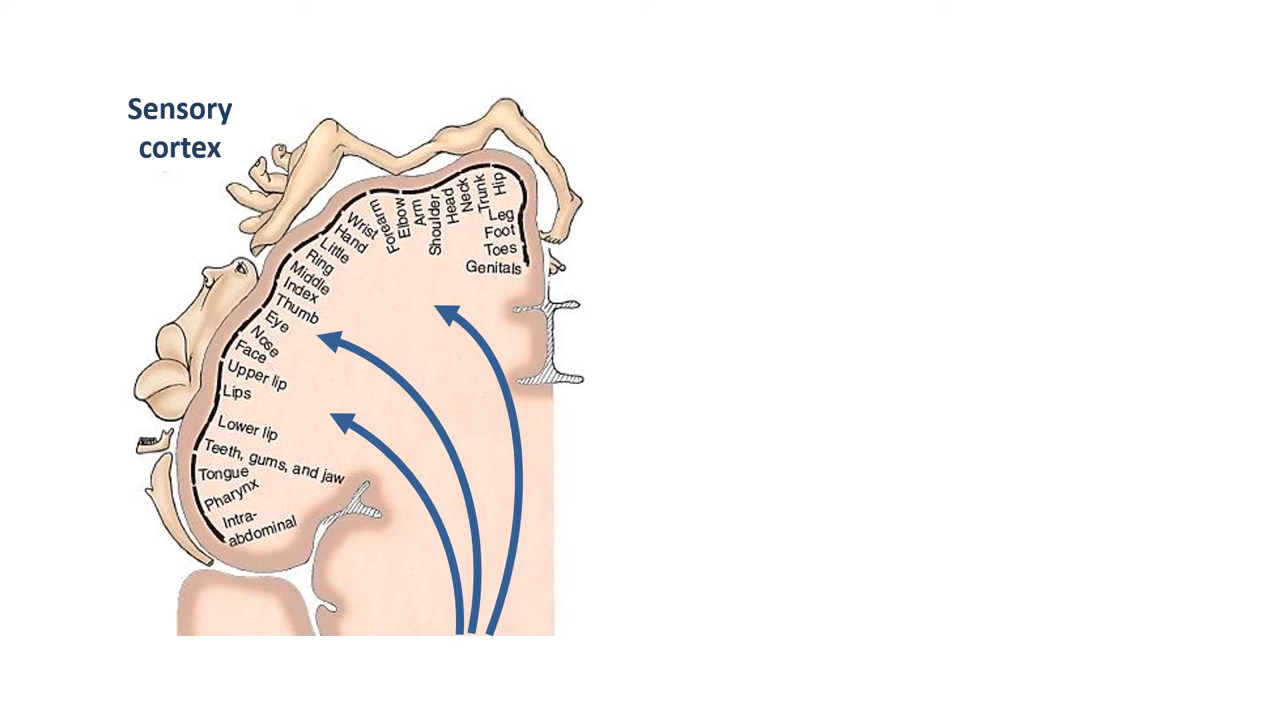 Sensory
cortex
Hip
Trunk
Neck
Head
Shoulder
Arm
Elbow
Forearm
Wrist
Hand
Little
Ring
Middle
Index
Thumb
Eye
Nose
Face
Upper lip
Lips
Lower lip
Teeth, gums, and jaw
Tongue
Pharynx
Intra-
abdominal
Leg
Foot
Toes
Genitals